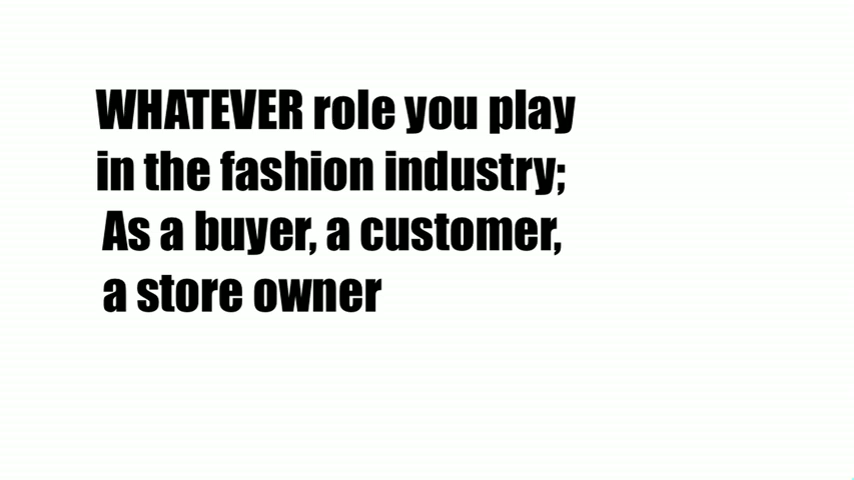 WHATEVER role you play
in the fashion industry;
As a buyer, a customer,
a store owner